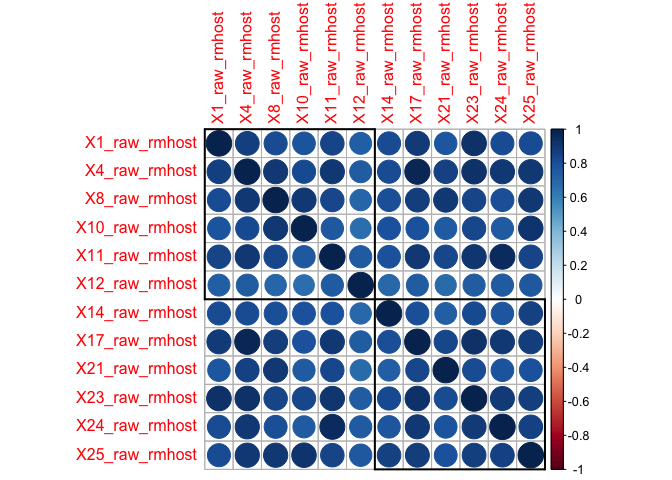 X1_raw_rmhost
X4_raw_rmhost
X8_raw_rmhost
X10_raw_rmhost
X11_raw_rmhost
X12_raw_rmhost
X14_raw_rmhost
X17_raw_rmhost
X21_raw_rmhost
X23_raw_rmhost
X24_raw_rmhost
X25_raw_rmhost
X1_raw_rmhost
X4_raw_rmhost
X8_raw_rmhost
X10_raw_rmhost
X11_raw_rmhost
X12_raw_rmhost
X14_raw_rmhost
X17_raw_rmhost
X21_raw_rmhost
X23_raw_rmhost
X24_raw_rmhost
X25_raw_rmhost
1
0.8
0.6
0.4
0.2
0
-0.2
-0.4
-0.6
-0.8
-1